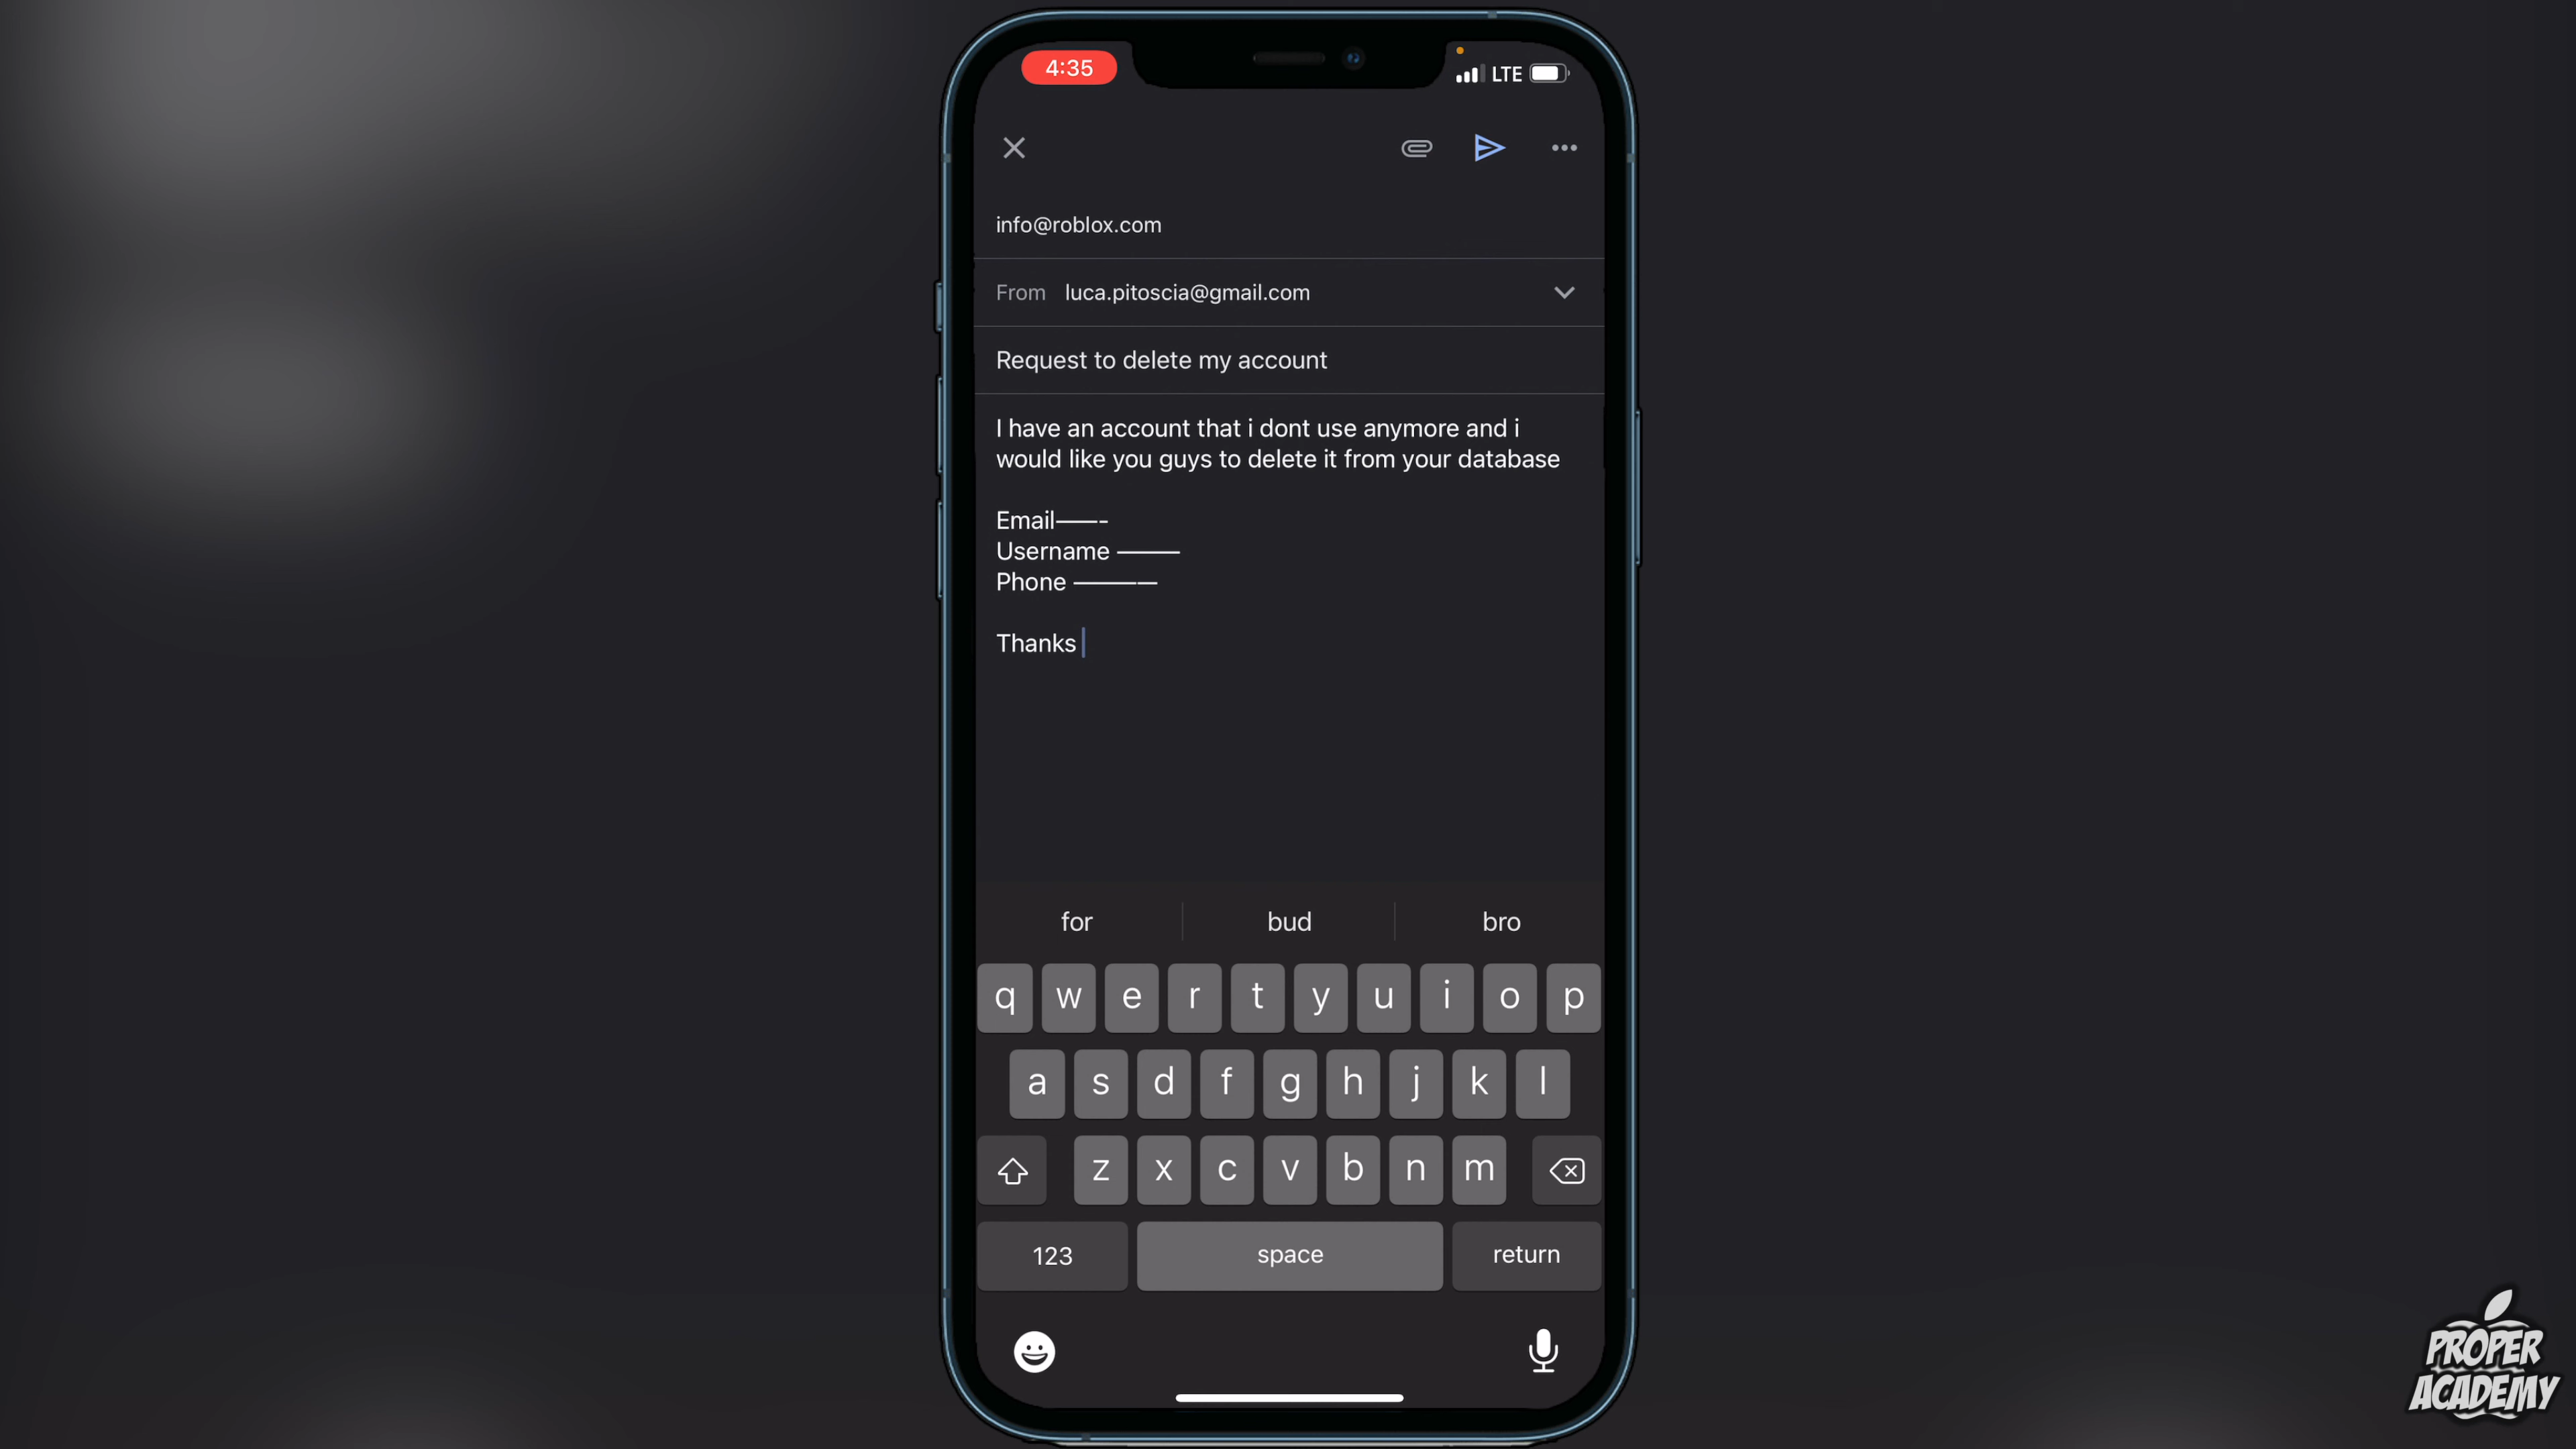 4:35
LTE
info@roblox.com
From luca.pitoscia@gmail.com
Request to delete my account
I have an account that i dont use anymore and i
would like you guys to delete it from your database
Email——-
Username ———
Phone ————
Thanks
for bud bro
q w e r t y u i o p
a s d f g h j k l
z x c v b n m
123 space return
PROPER
ACADEMY